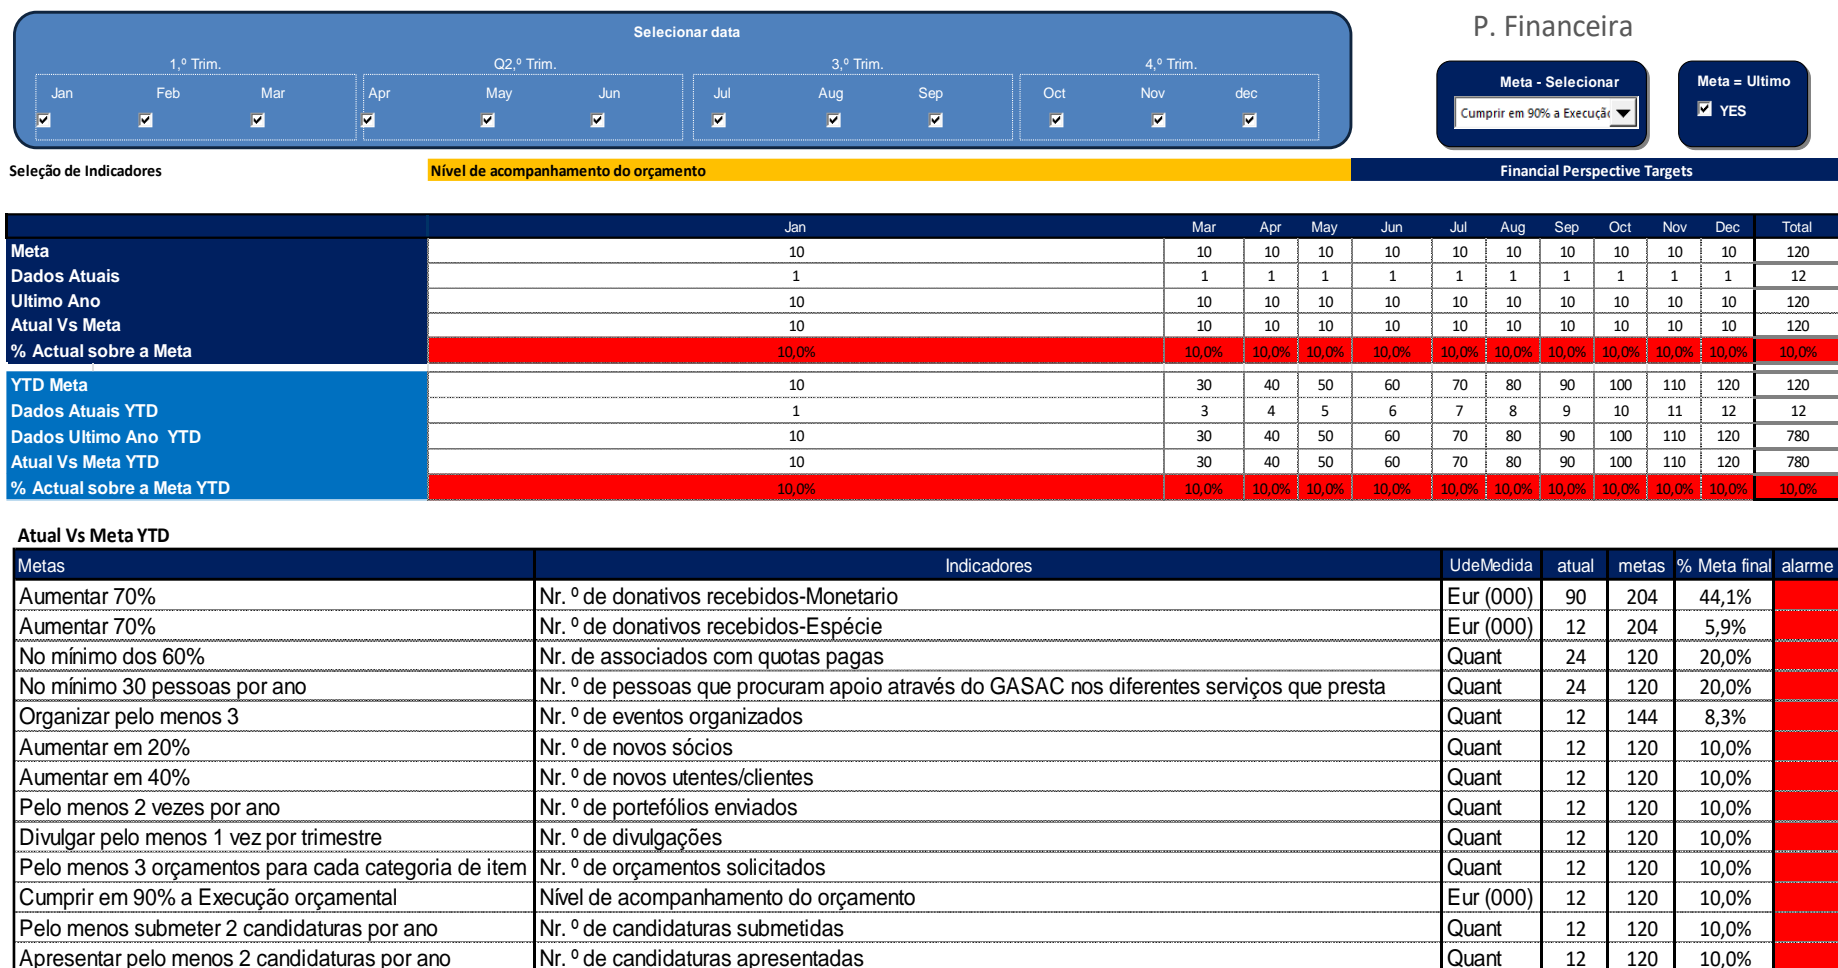 Selecionar data
P. Financeira
1,º Trim. Q2,º Trim. 3,º Trim. 4,º Trim.
Jan Feb Mar Apr May Jun Jul Aug Sep Oct Nov dec
Meta - Selecionar
Cumprir em 90% a Execuçã
Meta = Ultimo
YES
Seleção de Indicadores Nível de acompanhamento do orçamento Financial Perspective Targets
Jan Mar Apr May Jun Jul Aug Sep Oct Nov Dec Total
Meta 10 10 10 10 10 10 10 10 10 10 10 120
Dados Atuais 1 1 1 1 1 1 1 1 1 1 1 12
Ultimo Ano 10 10 10 10 10 10 10 10 10 10 10 120
Atual Vs Meta 10 10 10 10 10 10 10 10 10 10 10 120
% Actual sobre a Meta 10,0% 10,0% 10,0% 10,0% 10,0% 10,0% 10,0% 10,0% 10,0% 10,0% 10,0% 10,0%
YTD Meta 10 30 40 50 60 70 80 90 100 110 120 120
Dados Atuais YTD 1 3 4 5 6 7 8 9 10 11 12 12
Dados Ultimo Ano YTD 10 30 40 50 60 70 80 90 100 110 120 780
Atual Vs Meta YTD 10 30 40 50 60 70 80 90 100 110 120 780
% Actual sobre a Meta YTD 10,0% 10,0% 10,0% 10,0% 10,0% 10,0% 10,0% 10,0% 10,0% 10,0% 10,0% 10,0%
Atual Vs Meta YTD
Metas Indicadores UdeMedida atual metas % Meta final alarme
Aumentar 70% Nr. º de donativos recebidos-Monetario Eur (000) 90 204 44,1%
Aumentar 70% Nr. º de donativos recebidos-Espécie Eur (000) 12 204 5,9%
No mínimo dos 60% Nr. de associados com quotas pagas Quant 24 120 20,0%
No mínimo 30 pessoas por ano Nr. º de pessoas que procuram apoio através do GASAC nos diferentes serviços que presta Quant 24 120 20,0%
Organizar pelo menos 3 Nr. º de eventos organizados Quant 12 144 8,3%
Aumentar em 20% Nr. º de novos sócios Quant 12 120 10,0%
Aumentar em 40% Nr. º de novos utentes/clientes Quant 12 120 10,0%
Pelo menos 2 vezes por ano Nr. º de portefólios enviados Quant 12 120 10,0%
Divulgar pelo menos 1 vez por trimestre Nr. º de divulgações Quant 12 120 10,0%
Pelo menos 3 orçamentos para cada categoria de item Nr. º de orçamentos solicitados Quant 12 120 10,0%
Cumprir em 90% a Execução orçamental Nível de acompanhamento do orçamento Eur (000) 12 120 10,0%
Pelo menos submeter 2 candidaturas por ano Nr. º de candidaturas submetidas Quant 12 120 10,0%
Apresentar pelo menos 2 candidaturas por ano Nr. º de candidaturas apresentadas Quant 12 120 10,0%